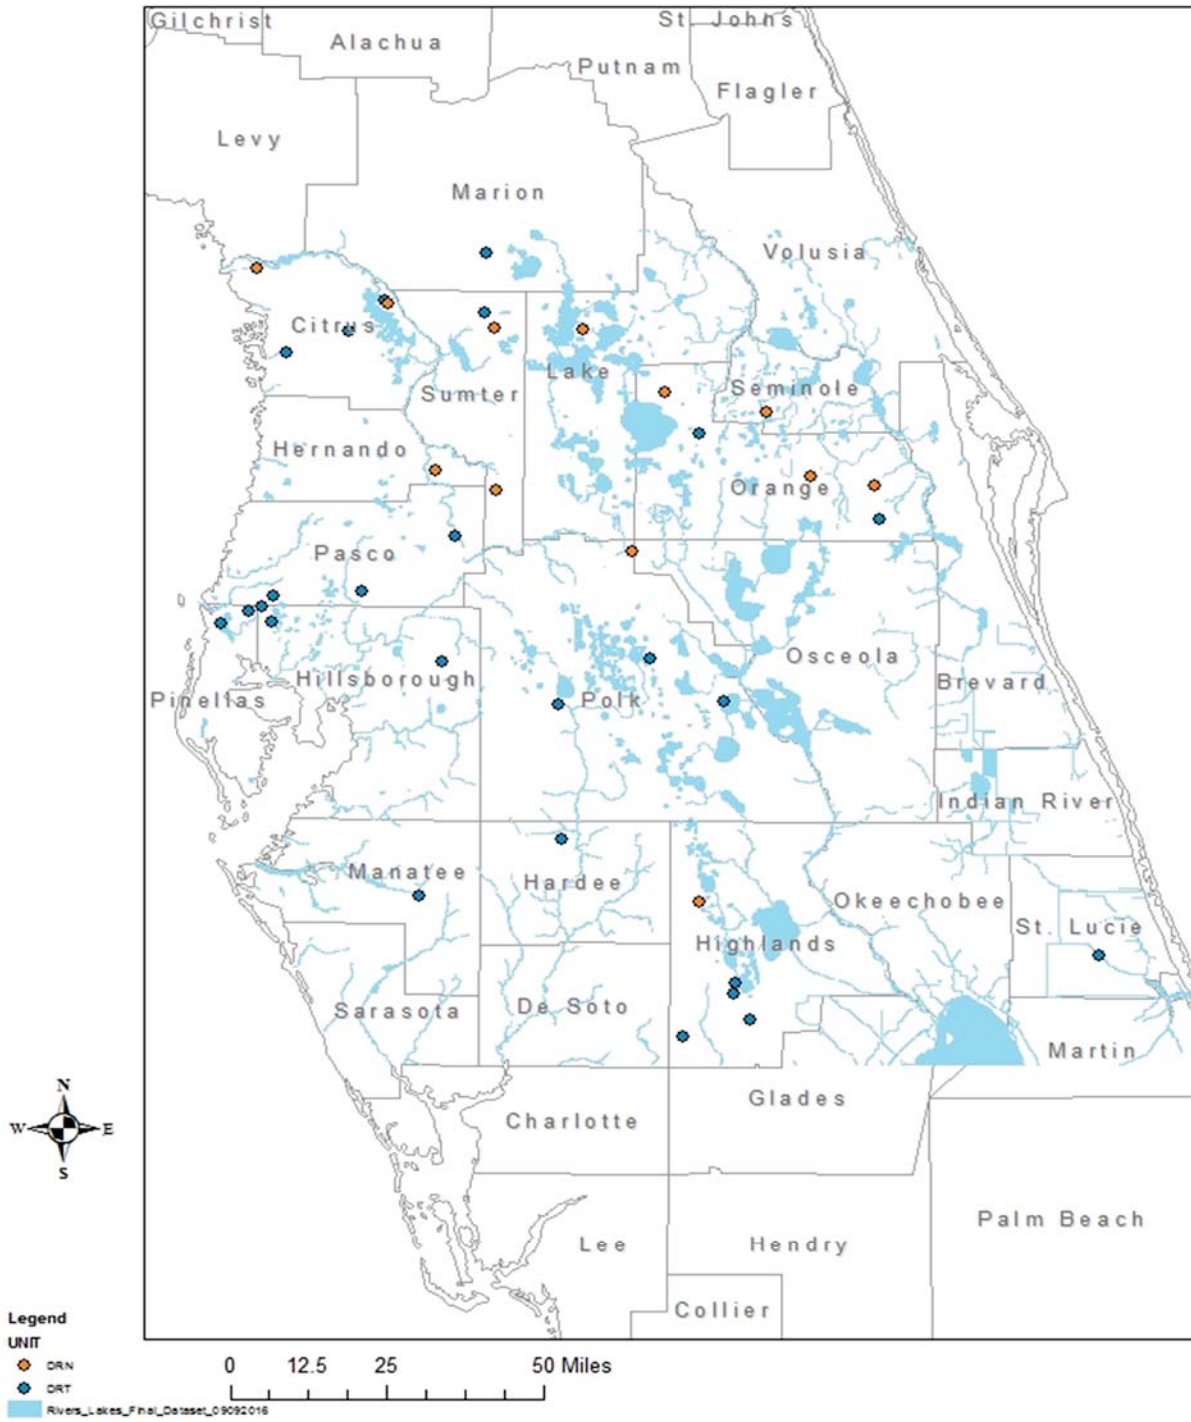 Gilchrist
St. Johns
Alachua
Putnam
Flagler
Levy
Marion
Volusia
Citrus
Lake
Sumter
Seminole
Hernando
Orange
Pasco
Osceola
Hillsborough
Pinellas
Polk
Brevard
Indian River
Manatee
Hardee
Okeechobee
St. Lucie
Highlands
De Soto
Sarasota
Martin
Glades
Charlotte
Palm Beach
Lee
Hendry
Collier
N
W
E
S
Legend
UNIT
DRN
DRT
Rivers_Lakes_Final_Dataset_09092016
0 12.5 25 50 Miles